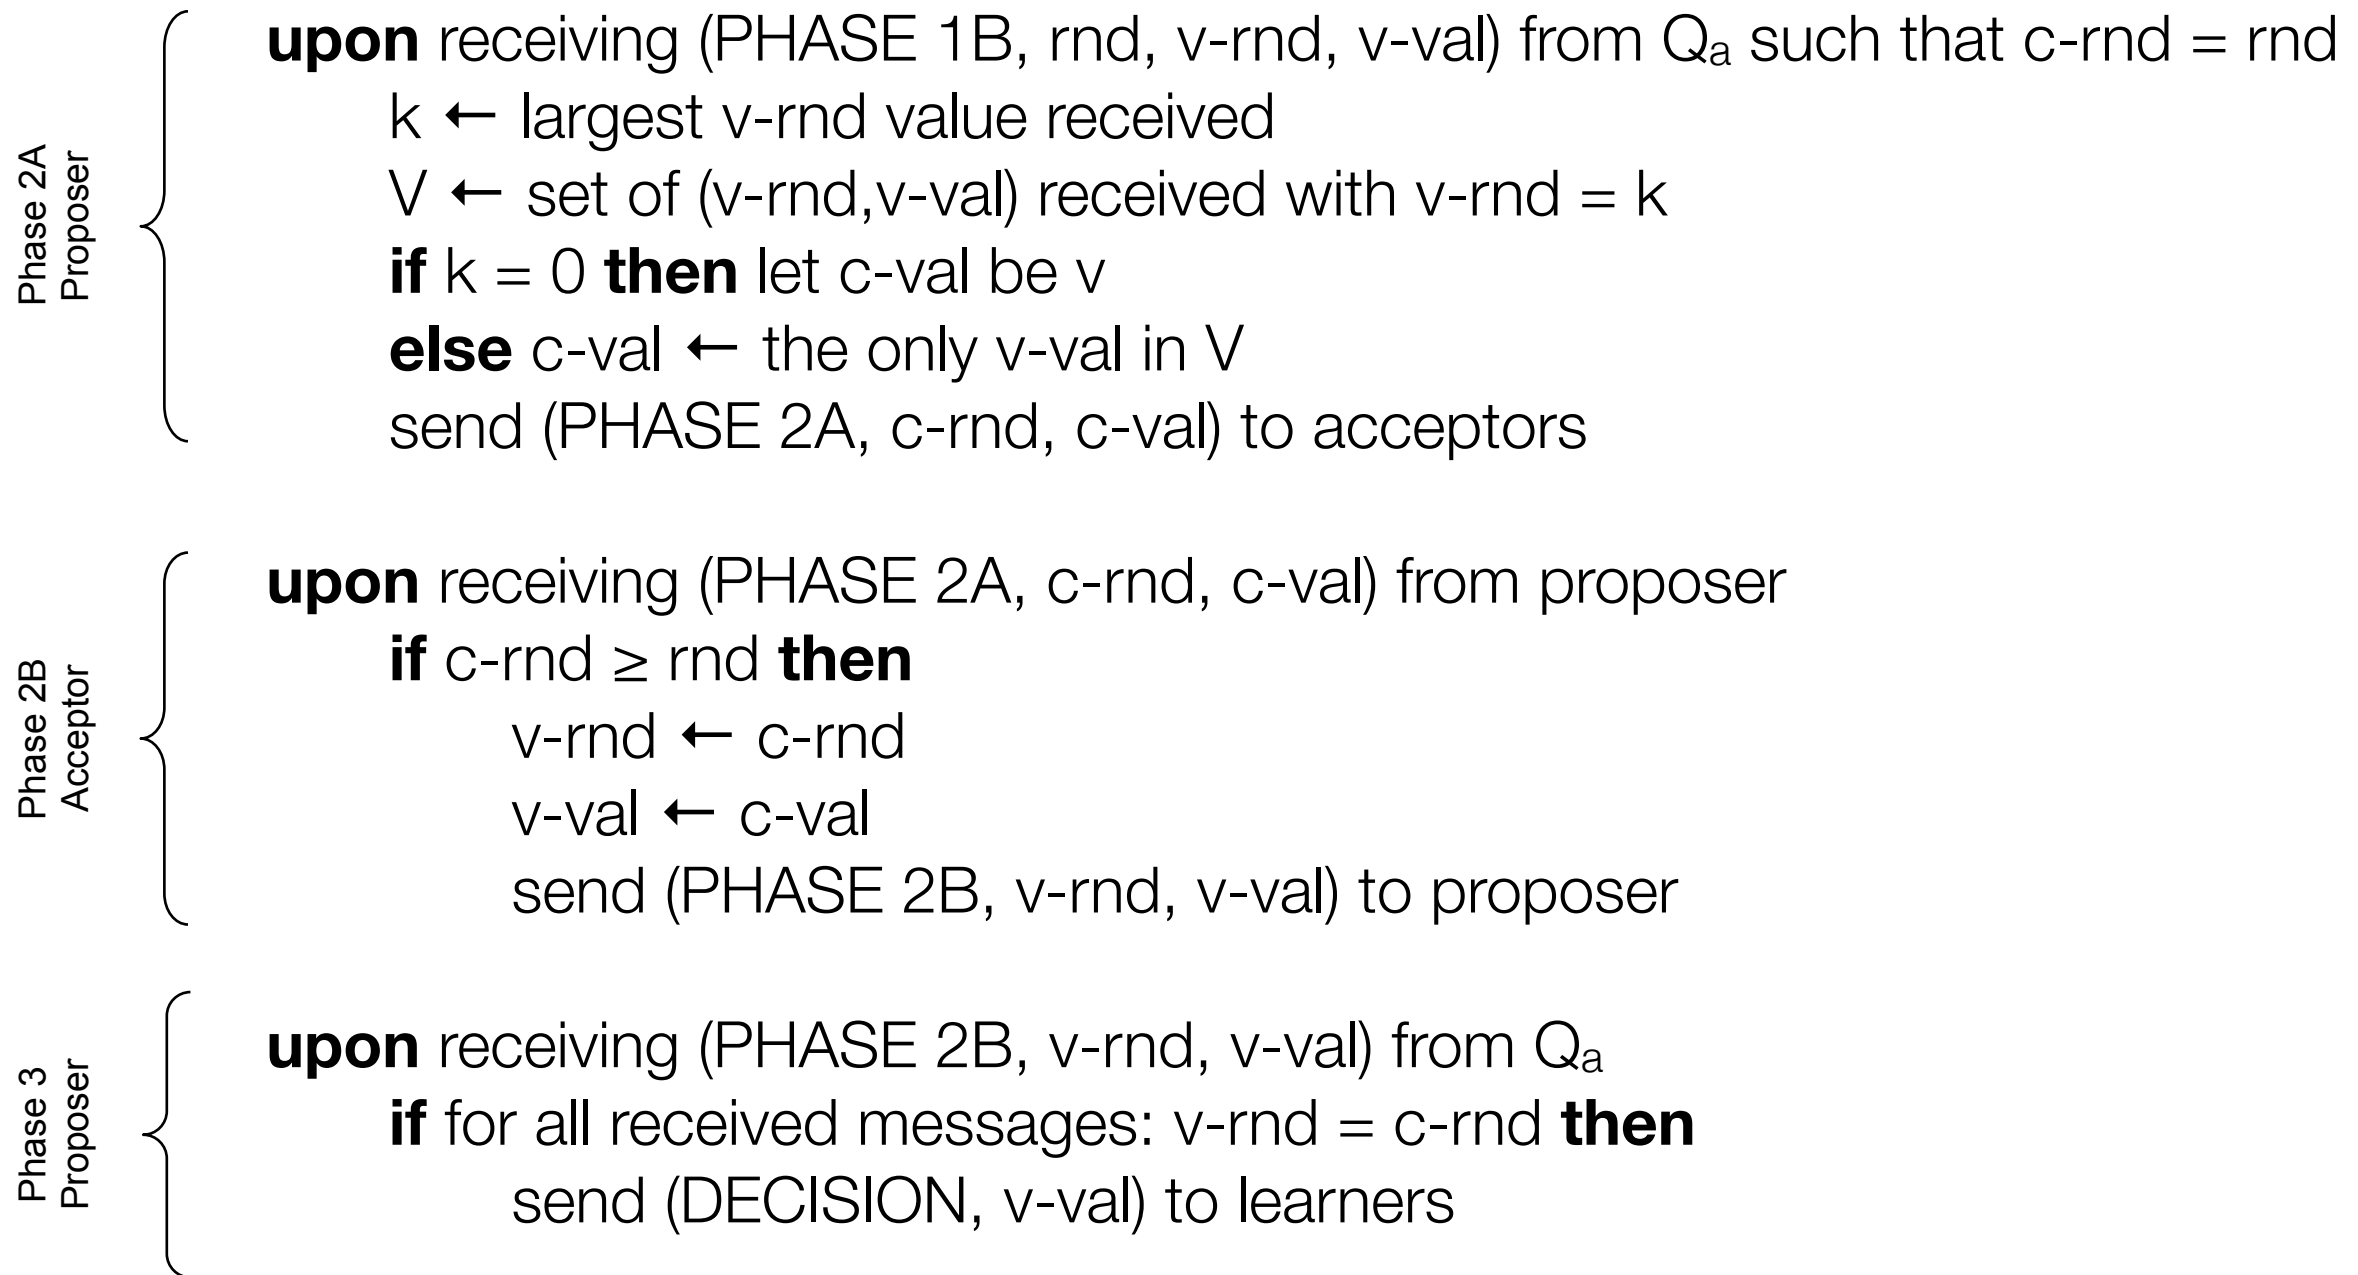 Phase 2A
Proposer
upon receiving (PHASE 1B, rnd, v-rnd, v-val) from Qa such that c-rnd = rnd
k ← largest v-rnd value received
V ← set of (v-rnd,v-val) received with v-rnd = k
if k = 0 then let c-val be v
else c-val ← the only v-val in V
send (PHASE 2A, c-rnd, c-val) to acceptors
Phase 2B
Acceptor
upon receiving (PHASE 2A, c-rnd, c-val) from proposer
if c-rnd ≥ rnd then
v-rnd ← c-rnd
v-val ← c-val
send (PHASE 2B, v-rnd, v-val) to proposer
Phase 3
Proposer
upon receiving (PHASE 2B, v-rnd, v-val) from Qa
if for all received messages: v-rnd = c-rnd then
send (DECISION, v-val) to learners